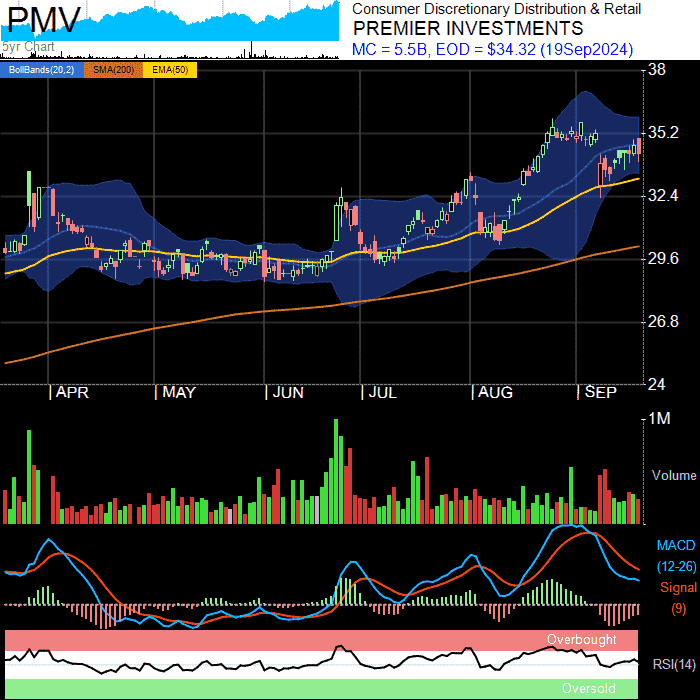 PMV
5yr Chart
Consumer Discretionary Distribution & Retail
PREMIER INVESTMENTS
MC = 5.5B, EOD = $34.32 (19Sep2024)
BollBands(20,2) SMA(200) EMA(50)
38
35.2
32.4
29.6
26.8
24
APR MAY JUN JUL AUG SEP
1M
Volume
MACD
(12-26)
Signal
(9)
Overbought
RSI(14)
Oversold